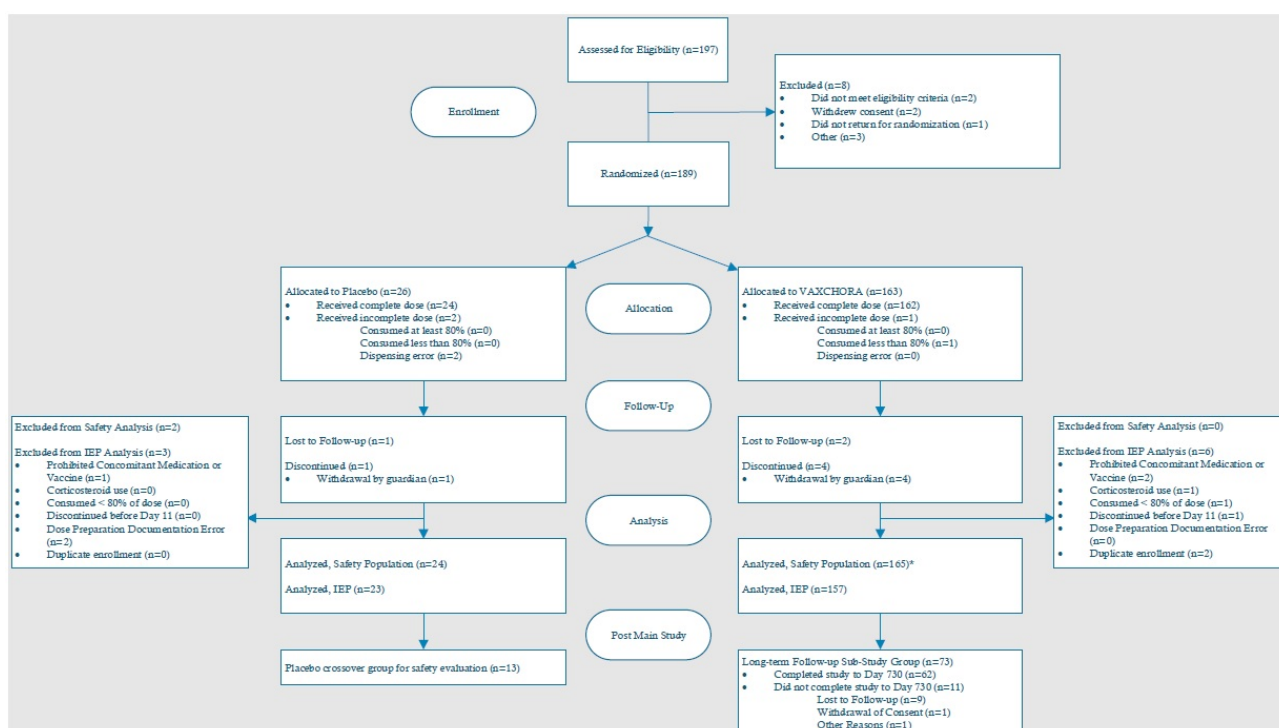 Assessed for Eligibility (n=197)
Enrollment
Excluded (n=8)
• Did not meet eligibility criteria (n=2)
• Withdrew consent (n=2)
• Did not return for randomization (n=1)
• Other (n=3)
Randomized (n=189)
Allocated to Placebo (n=26)
• Received complete dose (n=24)
• Received incomplete dose (n=2)
Consumed at least 80% (n=0)
Consumed less than 80% (n=0)
Dispensing error (n=2)
Allocation
Allocated to VAXCHORA (n=163)
• Received complete dose (n=162)
• Received incomplete dose (n=1)
Consumed at least 80% (n=0)
Consumed less than 80% (n=1)
Dispensing error (n=0)
Follow-Up
Excluded from Safety Analysis (n=2)
Excluded from IEP Analysis (n=3)
• Prohibited Concomitant Medication or
Vaccine (n=1)
• Corticosteroid use (n=0)
• Consumed < 80% of dose (n=0)
• Discontinued before Day 11 (n=0)
• Dose Preparation Documentation Error
(n=2)
• Duplicate enrollment (n=0)
Lost to Follow-up (n=1)
Discontinued (n=1)
• Withdrawal by guardian (n=1)
Lost to Follow-up (n=2)
Discontinued (n=4)
• Withdrawal by guardian (n=4)
Excluded from Safety Analysis (n=0)
Excluded from IEP Analysis (n=6)
• Prohibited Concomitant Medication or
Vaccine (n=2)
• Corticosteroid use (n=1)
• Consumed < 80% of dose (n=1)
• Discontinued before Day 11 (n=1)
• Dose Preparation Documentation Error
(n=0)
• Duplicate enrollment (n=2)
Analysis
Analyzed, Safety Population (n=24)
Analyzed, IEP (n=23)
Analyzed, Safety Population (n=165)*
Analyzed, IEP (n=157)
Post Main Study
Placebo crossover group for safety evaluation (n=13)
Long-term Follow-up Sub-Study Group (n=73)
• Completed study to Day 730 (n=62)
• Did not complete study to Day 730 (n=11)
Lost to Follow-up (n=9)
Withdrawal of Consent (n=1)
Other Reasons (n=1)